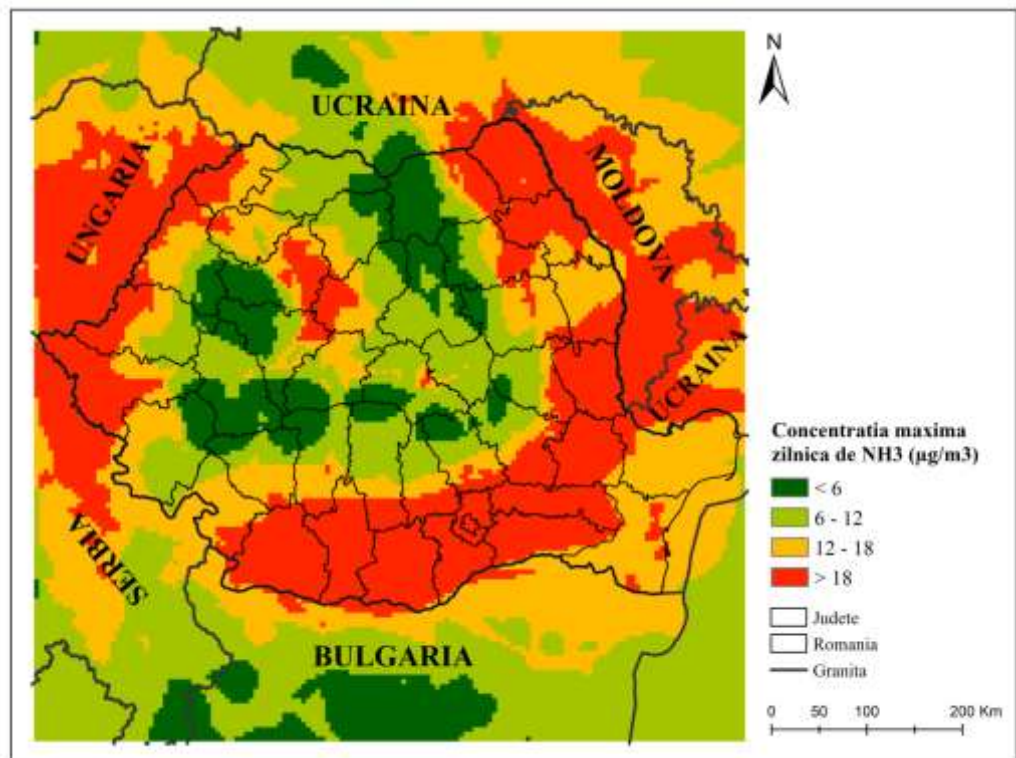 N
UCRAINA
UNGARIA
MOLDOVA
UCRAINA
SERBIA
BULGARIA
Concentratia maxima
zilnica de NH3 (µg/m3)
< 6
6 - 12
12 - 18
> 18
Judete
Romania
Granita
0 50 100 200 Km